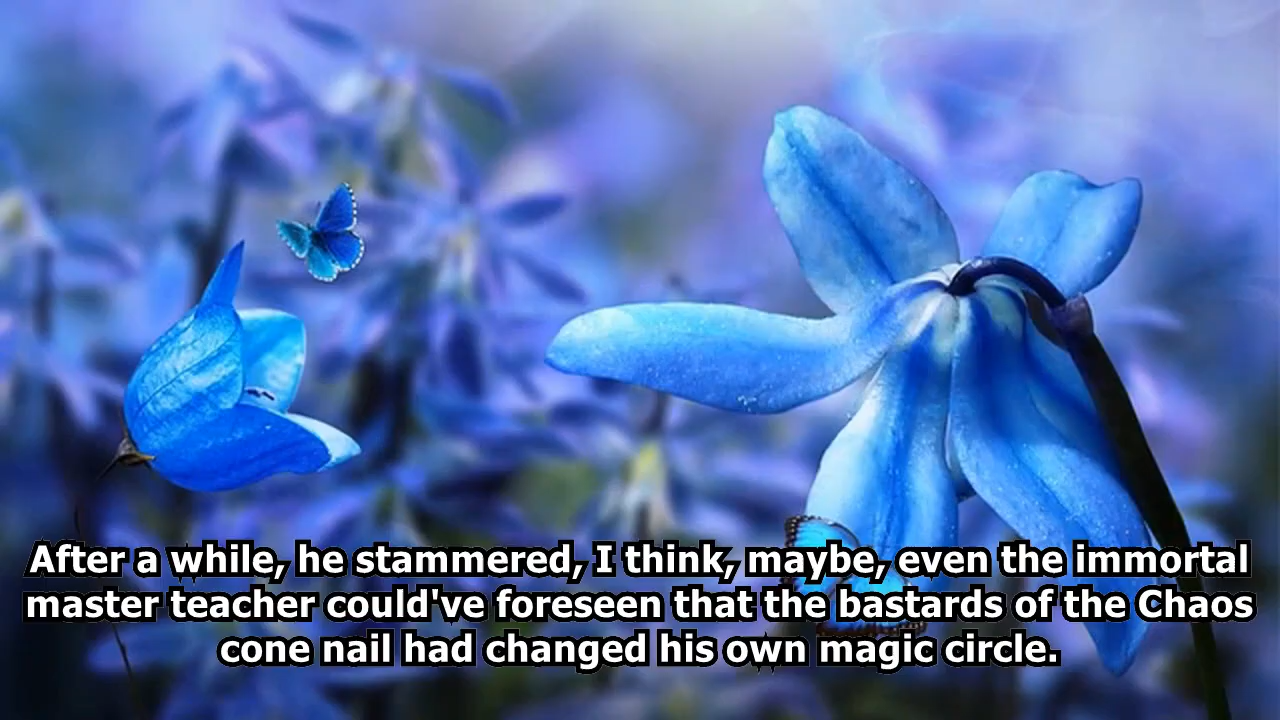 After a while, he stammered, I think, maybe, even the immortal
master teacher could've foreseen that the bastards of the Chaos
cone nail had changed his own magic circle.